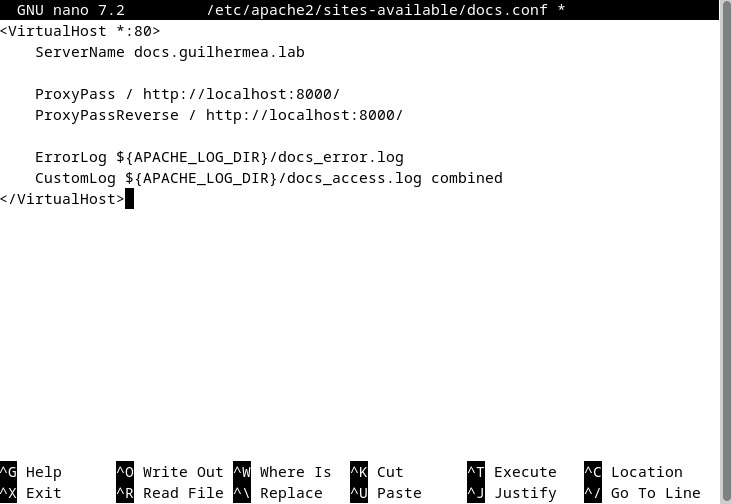 GNU nano 7.2 /etc/apache2/sites-available/docs.conf *
<VirtualHost *:80>
    ServerName docs.guilhermea.lab

    ProxyPass / http://localhost:8000/
    ProxyPassReverse / http://localhost:8000/

    ErrorLog ${APACHE_LOG_DIR}/docs_error.log
    CustomLog ${APACHE_LOG_DIR}/docs_access.log combined
</VirtualHost>
^G Help ^O Write Out ^W Where Is ^K Cut ^T Execute ^C Location
^X Exit ^R Read File ^\ Replace ^U Paste ^J Justify ^/ Go To Line